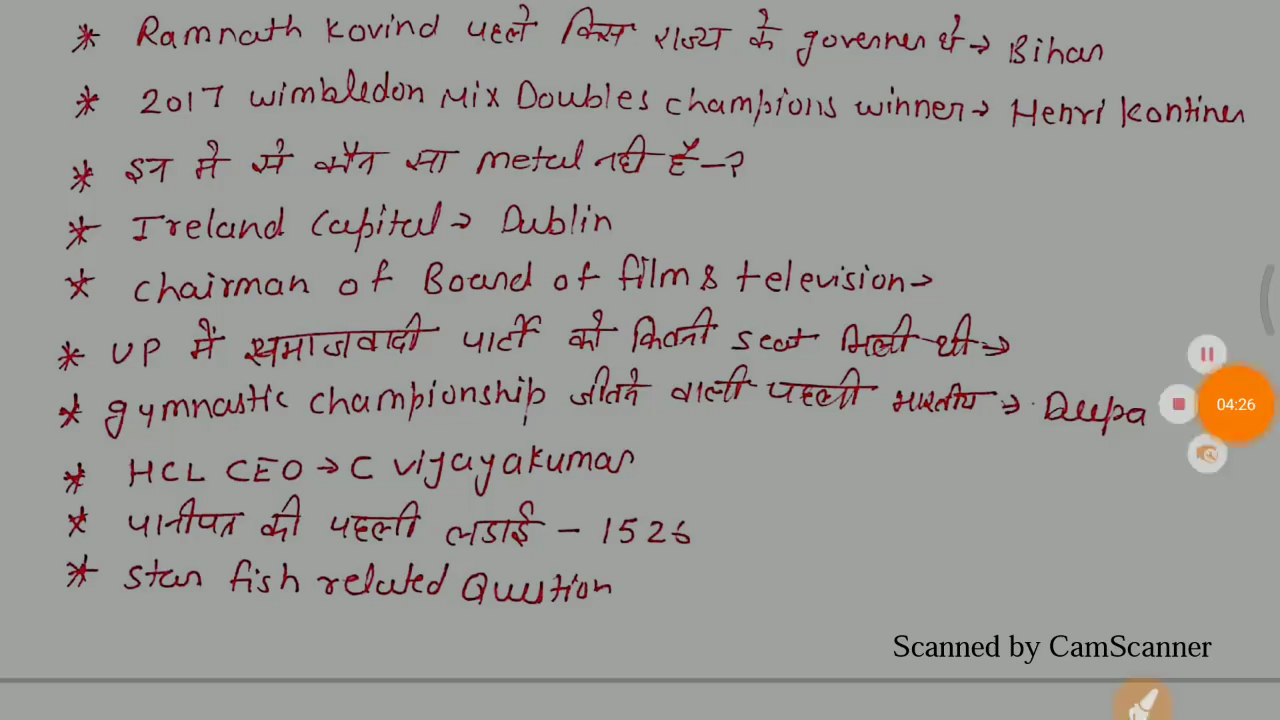 * Ramnath Kovind पहले किस राज्य के governer थे → Bihar
* 2017 wimbledon Mix Doubles champions winner → Henri Kontinen
* इन में से कौन सा metal नही है - ?
* Ireland Capital → Dublin
* Chairman of Board of film & television →
* UP में समाजवादी पार्टी को कितनी seat मिली थी →
* gymnastic championship जीतने वाली पहली भारतीय → Deepa
* HCL CEO → C vijayakumar
* पानीपत की पहली लडाई - 1526
* Star fish related Question
04:26
Scanned by CamScanner